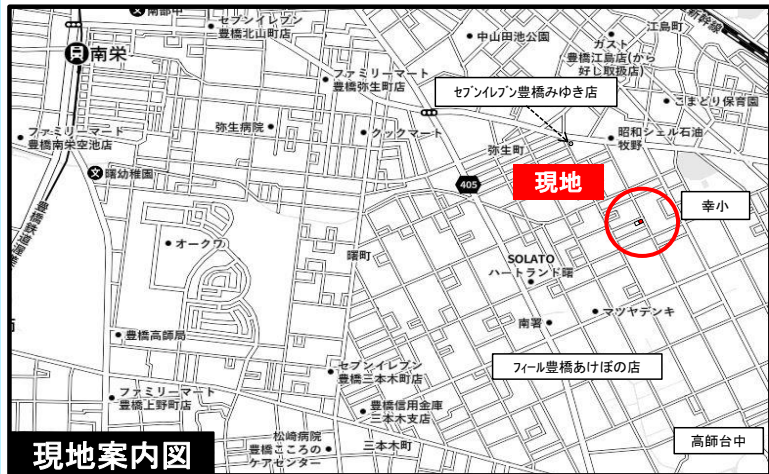 南部中
セブンイレブン
豊橋北山町店
南栄
中山田池公園
江島町
新幹線
ガスト
豊橋江島店(から
好し取扱店)
ファミリーマート
豊橋弥生町店
セブンイレブン豊橋みゆき店
こまどり保育園
ファミリーマート
豊橋南栄空池店
弥生病院
クックマート
弥生町
昭和シェル石油
牧野
曙幼稚園
405
現地
幸小
豊橋鉄道渥美
オークワ
曙町
SOLATO
ハートランド曙
マツヤデンキ
南署
豊橋高師局
セブンイレブン
豊橋三本木町店
フィール豊橋あけぼの店
ファミリーマート
豊橋上野町店
豊橋信用金庫
三本木支店
松崎病院
豊橋こころの
ケアセンター
三本木町
高師台中
現地案内図